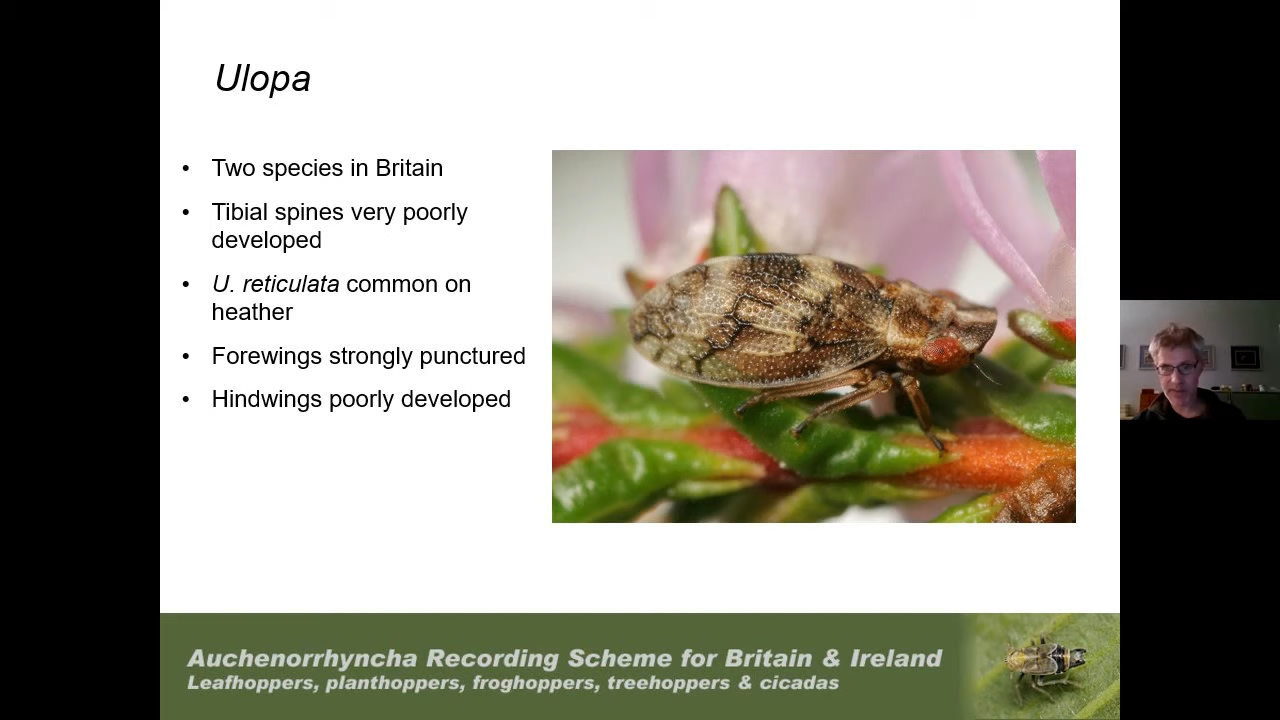 Ulopa
• Two species in Britain
• Tibial spines very poorly
developed
• U. reticulata common on
heather
• Forewings strongly punctured
• Hindwings poorly developed
Auchenorrhyncha Recording Scheme for Britain & Ireland
Leafhoppers, planthoppers, froghoppers, treehoppers & cicadas